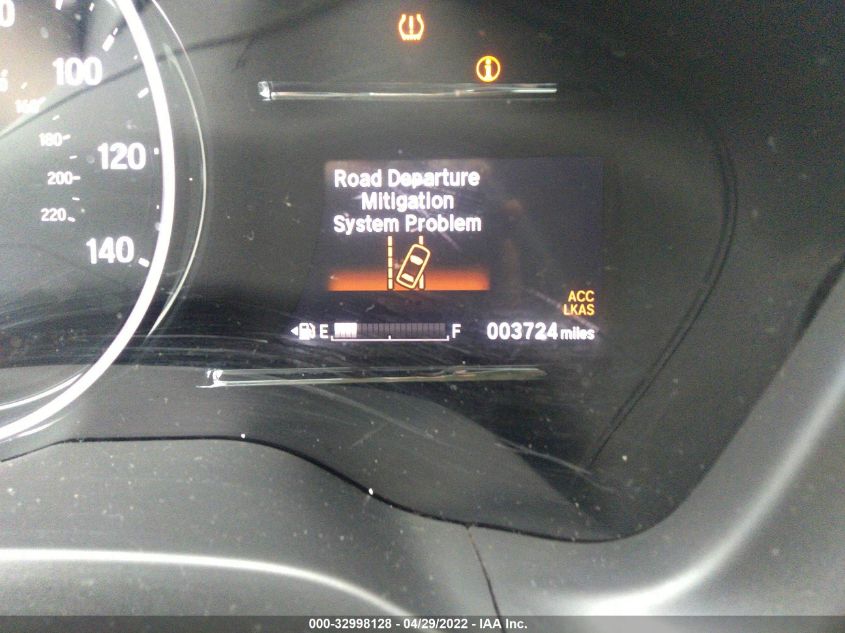 100
120
140
180
200
220
Road Departure
Mitigation
System Problem
ACC
LKAS
E
F
003724 miles
000-32998128 - 04/29/2022 - IAA Inc.